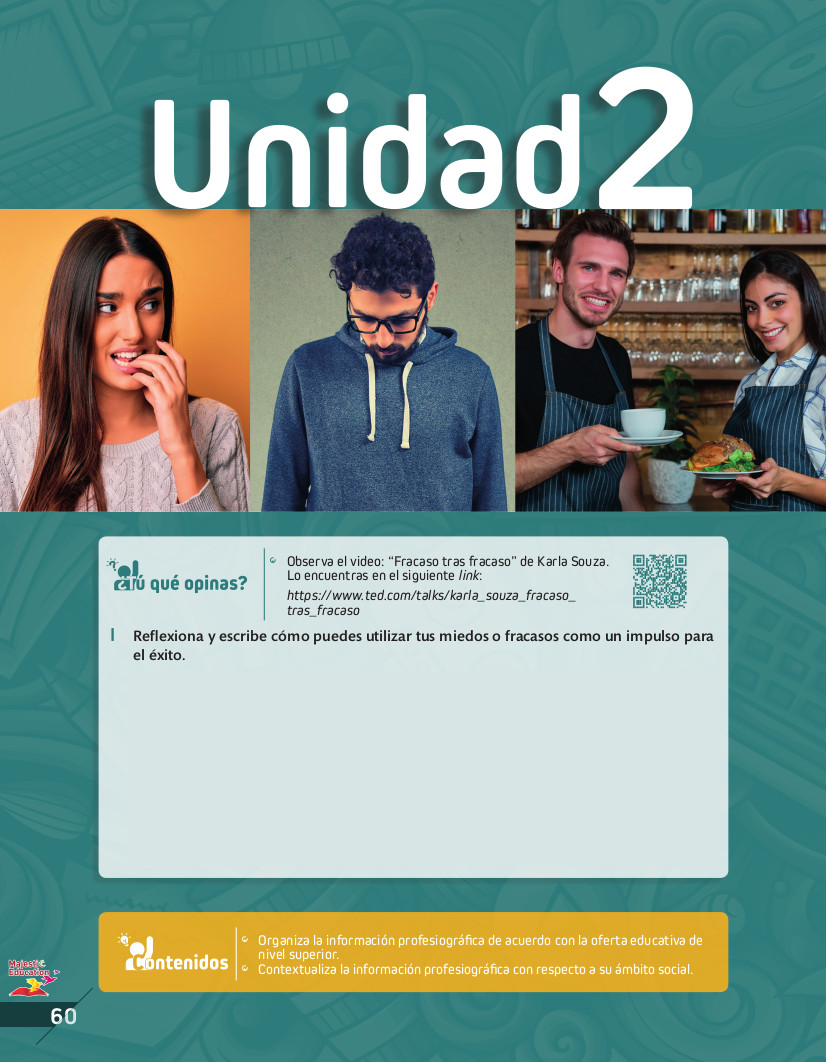 Unidad 2
¿Tú qué opinas?
Observa el video: “Fracaso tras fracaso” de Karla Souza.
Lo encuentras en el siguiente link:
https://www.ted.com/talks/karla_souza_fracaso_
tras_fracaso
Reflexiona y escribe cómo puedes utilizar tus miedos o fracasos como un impulso para
el éxito.
Contenidos
Organiza la información profesiográfica de acuerdo con la oferta educativa de
nivel superior.
Contextualiza la información profesiográfica con respecto a su ámbito social.
Majestic
Education
60